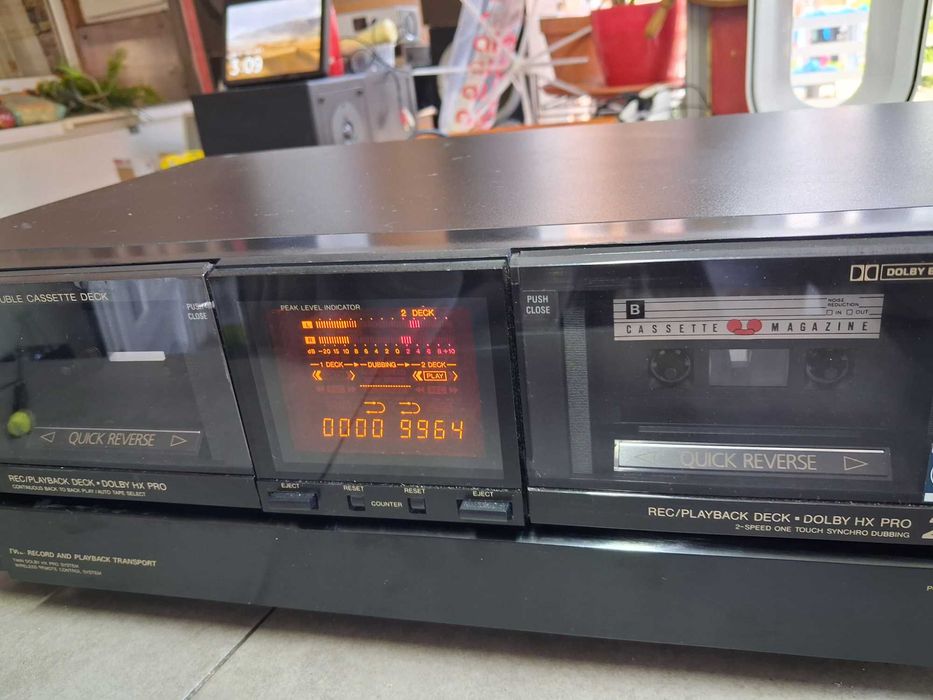 3:09
UBLE CASSETTE DECK
PUSH
CLOSE
QUICK REVERSE
REC/PLAYBACK DECK ▪ DOLBY HX PRO
CONTINUOUS BACK TO BACK PLAY / AUTO TAPE SELECT
RECORD AND PLAYBACK TRANSPORT
TWIN DOLBY HX PRO SYSTEM
WIRELESS REMOTE CONTROL SYSTEM
PEAK LEVEL INDICATOR
2 DECK
dB -20 15 10 8 6 4 2 0 2 4 6 8 +10
1 DECK DUBBING 2 DECK
PLAY
0000 9964
EJECT
RESET
COUNTER
RESET
EJECT
PUSH
CLOSE
DOLBY B
B
NOISE
REDUCTION
IN OUT
CASSETTE MAGAZINE
QUICK REVERSE
REC/PLAYBACK DECK ▪ DOLBY HX PRO
2-SPEED ONE TOUCH SYNCHRO DUBBING
2